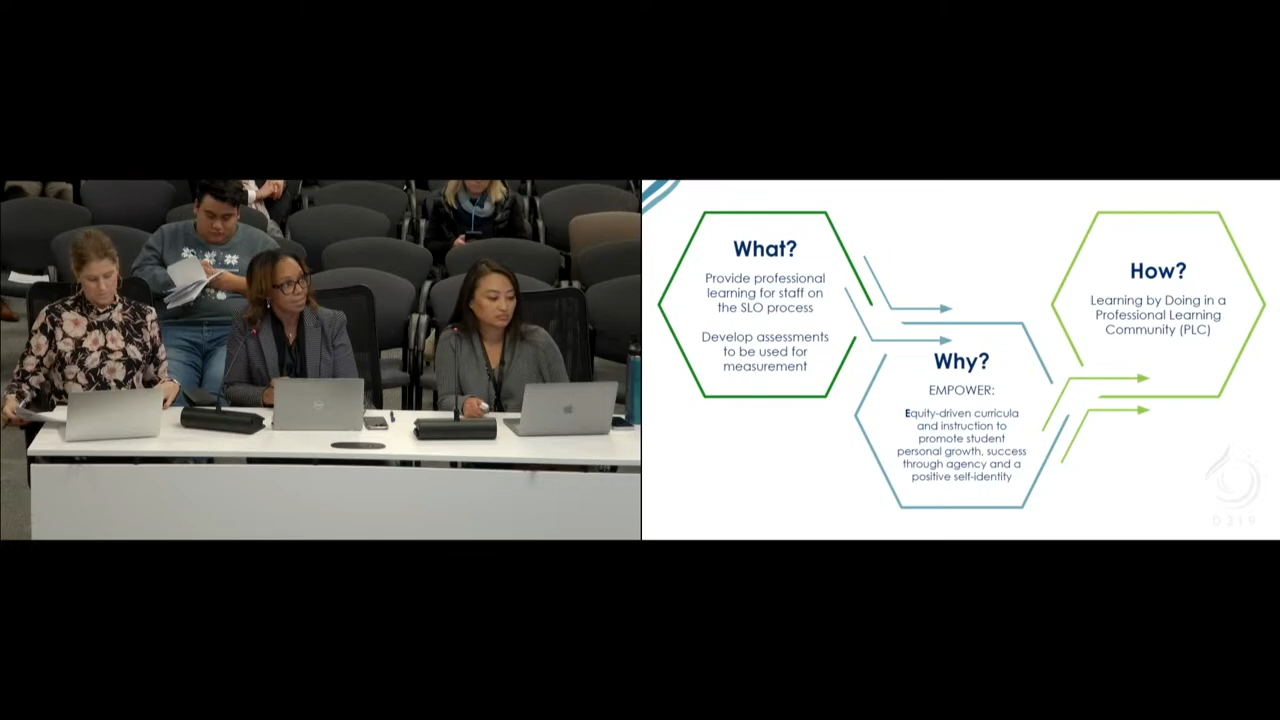 What?
Provide professional
learning for staff on
the SLO process
Develop assessments
to be used for
measurement
Why?
EMPOWER:
Equity-driven curricula
and instruction to
promote student
personal growth, success
through agency and a
positive self-identity
How?
Learning by Doing in a
Professional Learning
Community (PLC)
D219